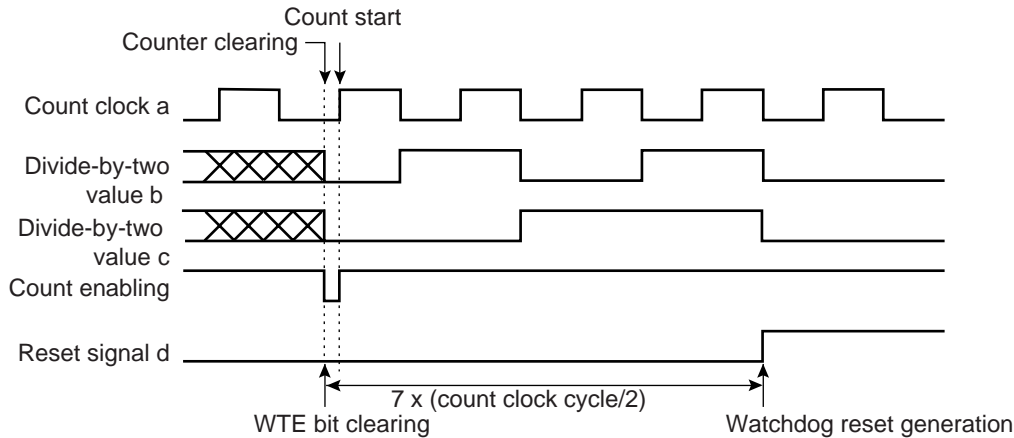 Count start
Counter clearing
Count clock a
Divide-by-two
value b
Divide-by-two
value c
Count enabling
Reset signal d
7 x (count clock cycle/2)
WTE bit clearing
Watchdog reset generation